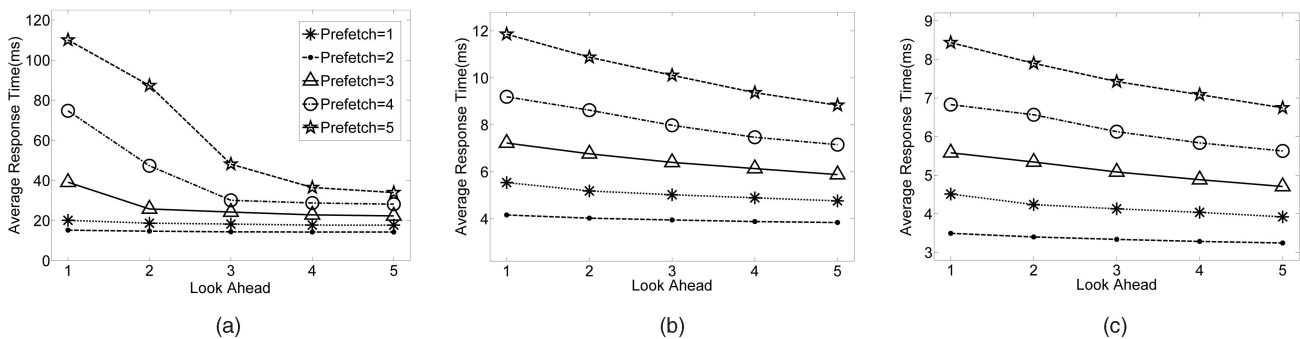 Average Response Time(ms)
120
100
80
60
40
20
0
1 2 3 4 5
Look Ahead
Prefetch=1
Prefetch=2
Prefetch=3
Prefetch=4
Prefetch=5
(a)
Average Response Time(ms)
12
10
8
6
4
1 2 3 4 5
Look Ahead
(b)
Average Response Time(ms)
9
8
7
6
5
4
3
1 2 3 4 5
Look Ahead
(c)